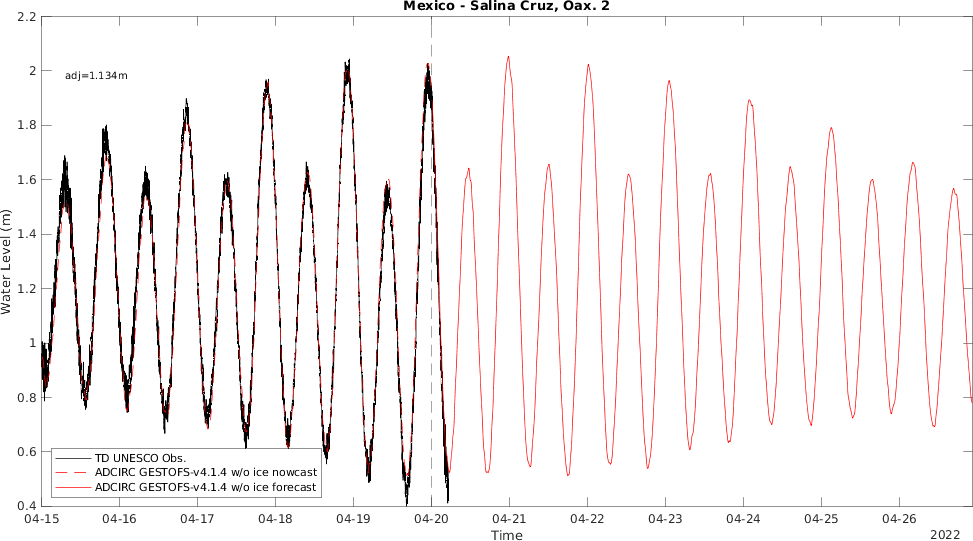 Mexico - Salina Cruz, Oax. 2
adj=1.134m
Water Level (m)
2.2
2
1.8
1.6
1.4
1.2
1
0.8
0.6
0.4
TD UNESCO Obs.
ADCIRC GESTOFS-v4.1.4 w/o ice nowcast
ADCIRC GESTOFS-v4.1.4 w/o ice forecast
04-15 04-16 04-17 04-18 04-19 04-20 04-21 04-22 04-23 04-24 04-25 04-26
Time
2022